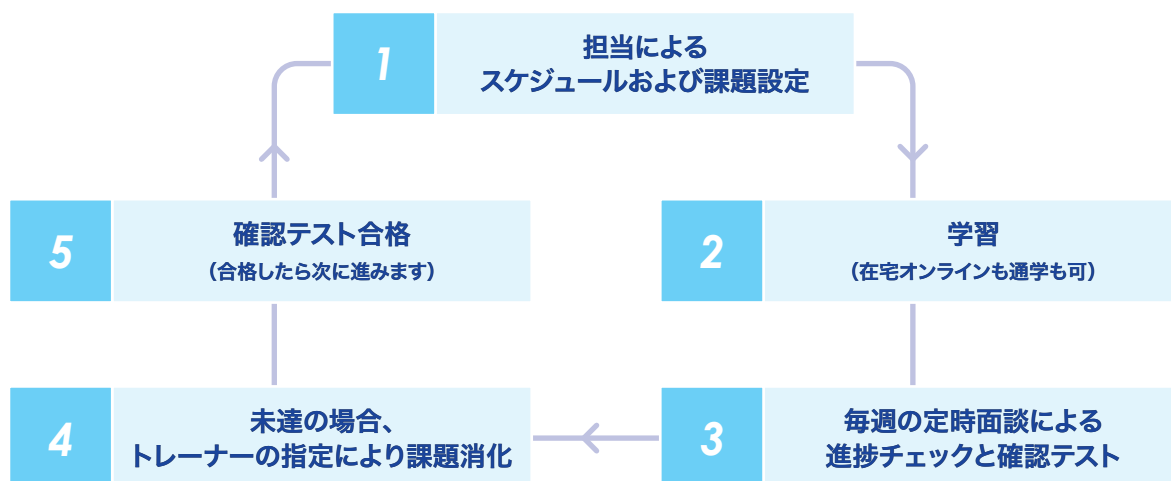 1
担当による
スケジュールおよび課題設定
2
学習
（在宅オンラインも通学も可）
3
毎週の定時面談による
進捗チェックと確認テスト
4
未達の場合、
トレーナーの指定により課題消化
5
確認テスト合格
（合格したら次に進みます）